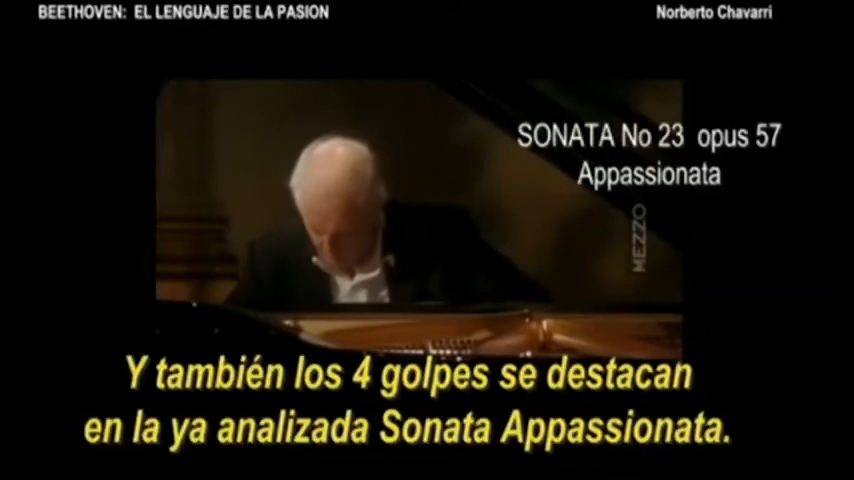 BEETHOVEN: EL LENGUAJE DE LA PASION
Norberto Chavarri
SONATA No 23 opus 57
Appassionata
MEZZO
Y también los 4 golpes se destacan
en la ya analizada Sonata Appassionata.